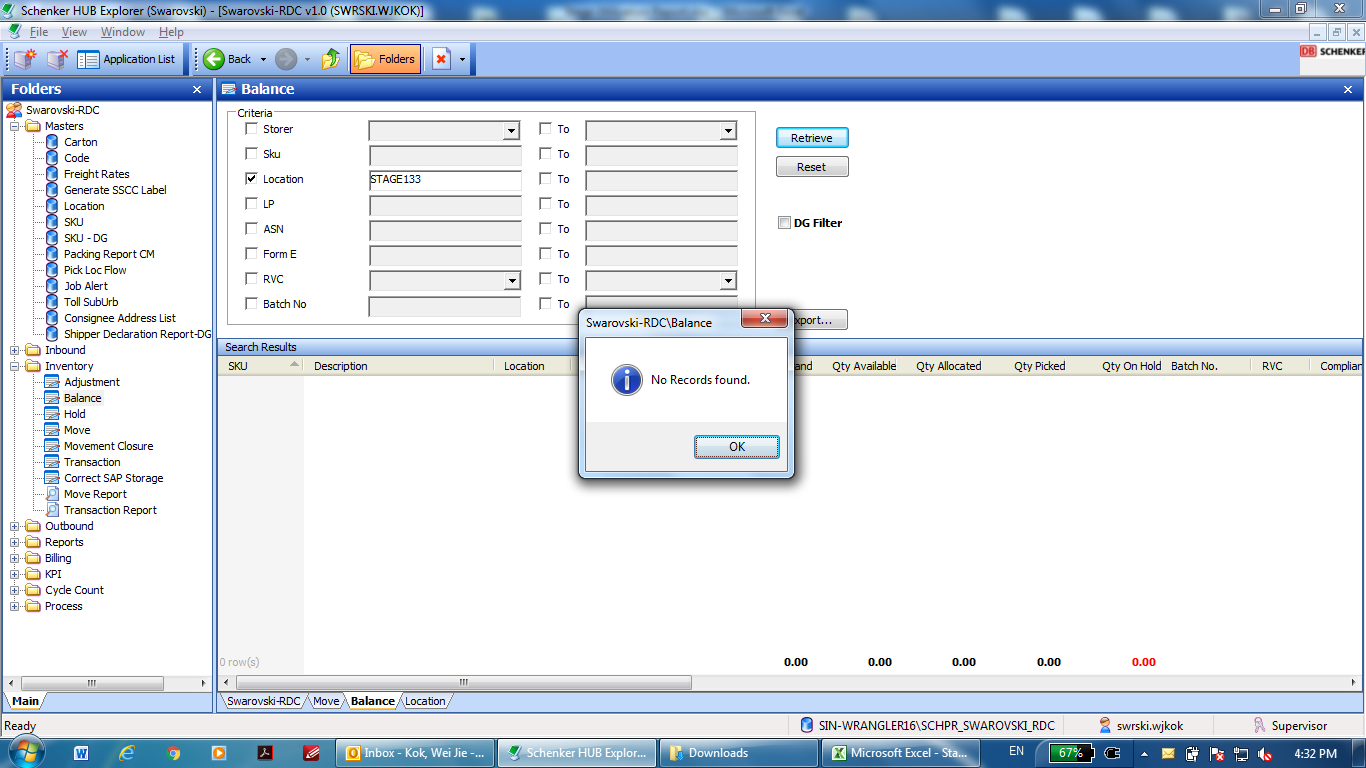 Schenker HUB Explorer (Swarovski) - [Swarovski-RDC v1.0 (SWRSKI.WJKOK)]
File View Window Help
Application List Back Folders DB SCHENKER
Folders
Balance
Swarovski-RDC
Masters
Carton
Code
Freight Rates
Generate SSCC Label
Location
SKU
SKU - DG
Packing Report CM
Pick Loc Flow
Job Alert
Toll SubUrb
Consignee Address List
Shipper Declaration Report-DG
Inbound
Inventory
Adjustment
Balance
Hold
Move
Movement Closure
Transaction
Correct SAP Storage
Move Report
Transaction Report
Outbound
Reports
Billing
KPI
Cycle Count
Process
Main
Criteria
Storer To
Sku To
Location STAGE133 To
LP To
ASN To
Form E To
RVC To
Batch No To
Retrieve
Reset
DG Filter
xport...
Search Results
SKU Description Location and Qty Available Qty Allocated Qty Picked Qty On Hold Batch No. RVC Complian
Swarovski-RDC\Balance
No Records found.
OK
0 row(s) 0.00 0.00 0.00 0.00 0.00
Swarovski-RDC Move Balance Location
Ready SIN-WRANGLER16\SCHPR_SWAROVSKI_RDC swrski.wjkok Supervisor
Inbox - Kok, Wei Jie -... Schenker HUB Explor... Downloads Microsoft Excel - Sta... EN 67% 4:32 PM